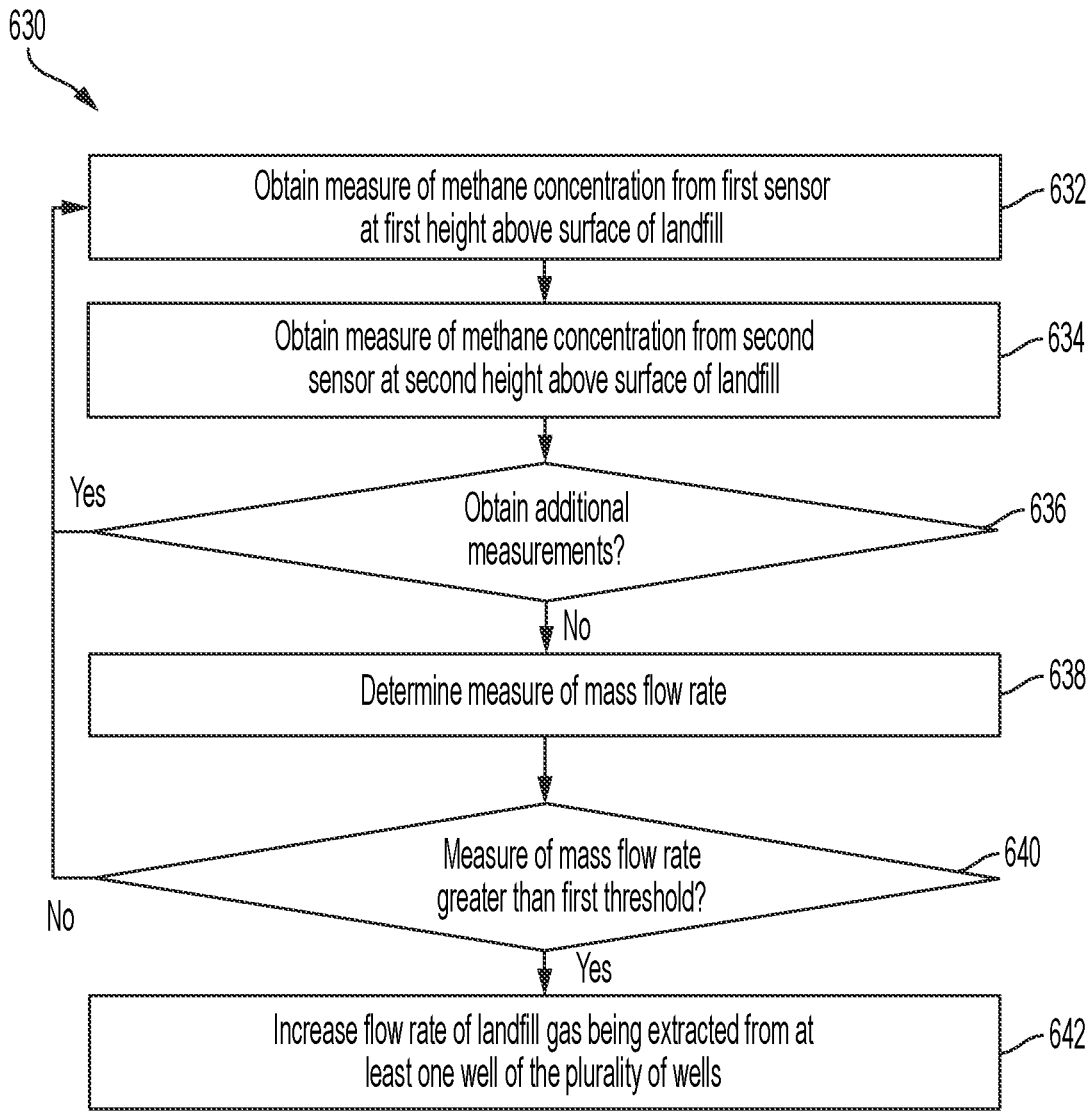 630
Obtain measure of methane concentration from first sensor
at first height above surface of landfill
632
Obtain measure of methane concentration from second
sensor at second height above surface of landfill
634
Yes
Obtain additional
measurements?
636
No
Determine measure of mass flow rate
638
Measure of mass flow rate
greater than first threshold?
640
No
Yes
Increase flow rate of landfill gas being extracted from at
least one well of the plurality of wells
642